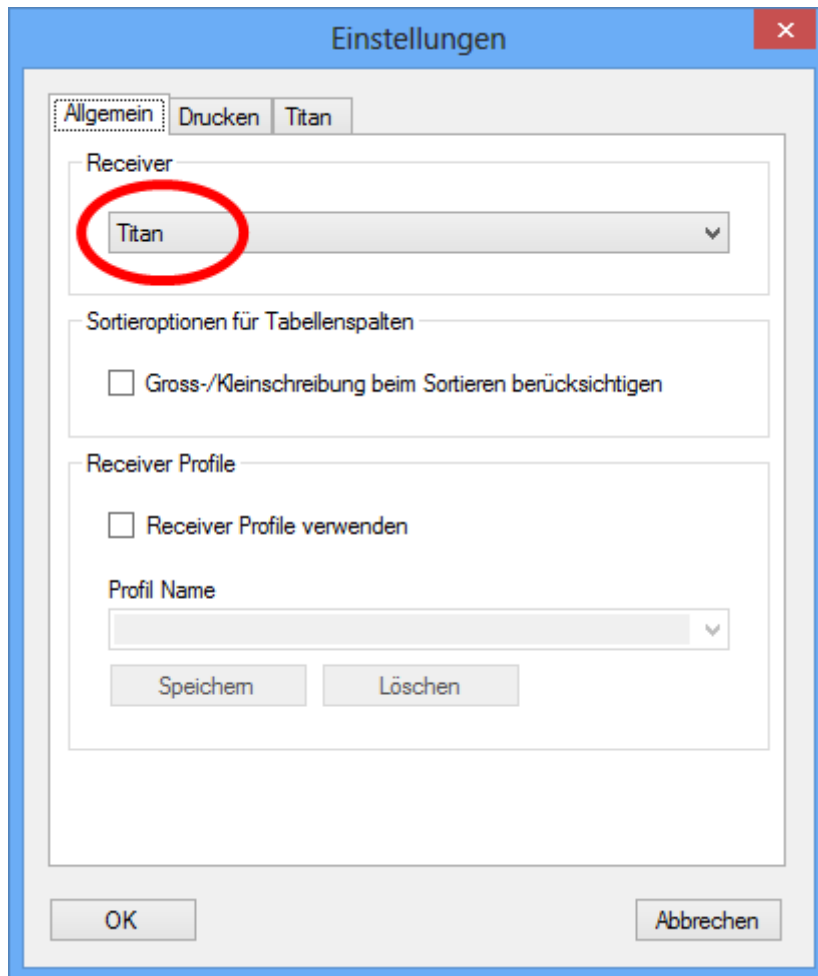 Einstellungen
Allgemein Drucken Titan
Receiver
Titan
Sortieroptionen für Tabellenspalten
Gross-/Kleinschreibung beim Sortieren berücksichtigen
Receiver Profile
Receiver Profile verwenden
Profil Name
Speichern Löschen
OK Abbrechen